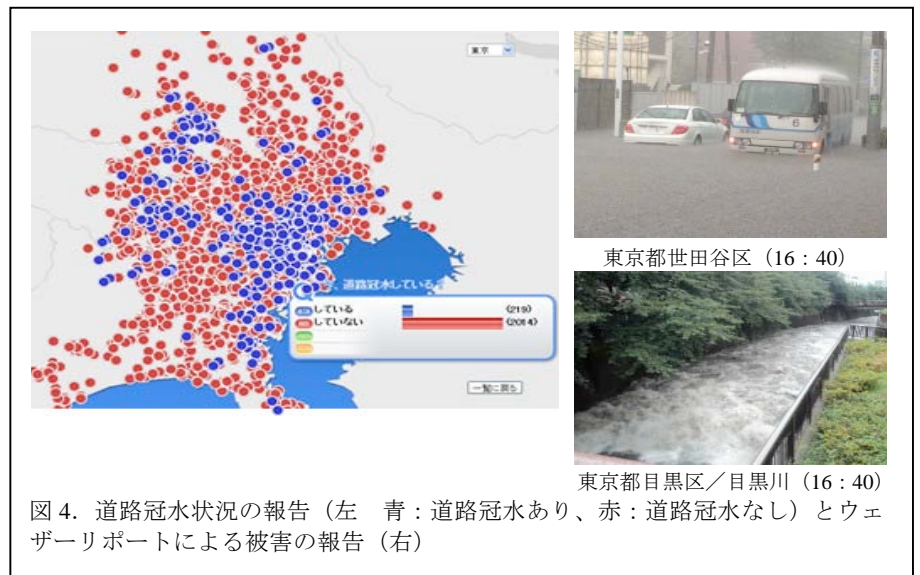 東京
、道路冠水している
している (219)
していない (2014)
一覧に戻る
6
東京都世田谷区(16:40)
東京都目黒区/目黒川(16:40)
図 4. 道路冠水状況の報告(左 青:道路冠水あり、赤:道路冠水なし)とウェ
ザーリポートによる被害の報告(右)